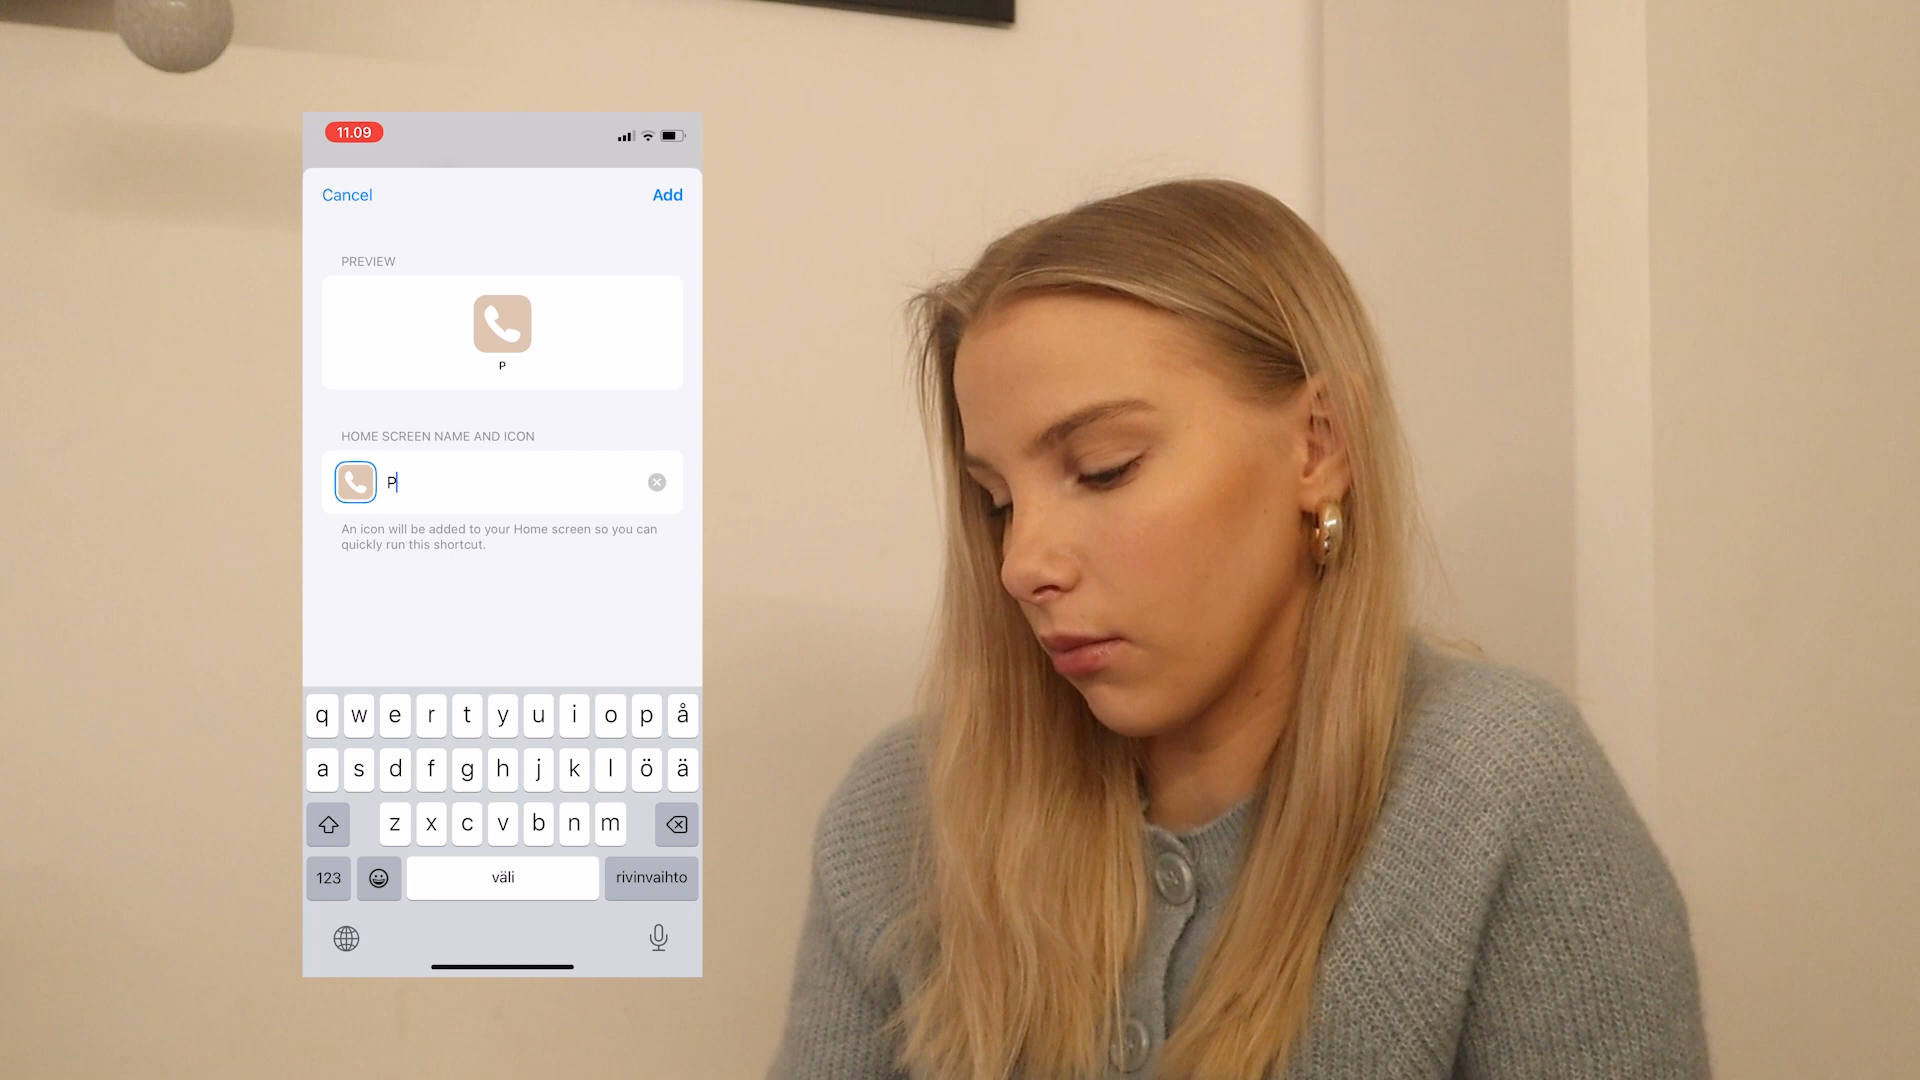 11.09
Cancel Add
PREVIEW
P
HOME SCREEN NAME AND ICON
P
An icon will be added to your Home screen so you can
quickly run this shortcut.
q w e r t y u i o p å
a s d f g h j k l ö ä
z x c v b n m
123 väli rivinvaihto